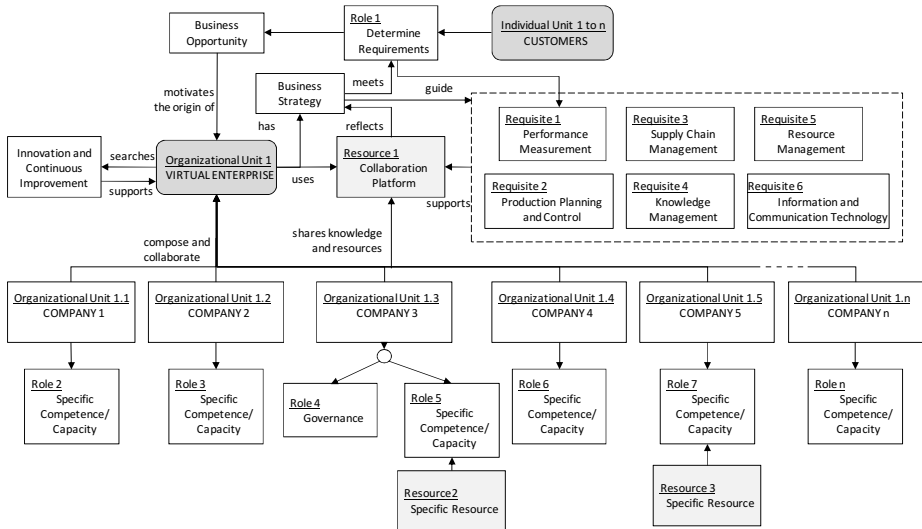 Business
Opportunity
Role 1
Determine
Requirements
Individual Unit 1 to n
CUSTOMERS
motivates
the origin of
Business
Strategy
meets
guide
has
reflects
Innovation and
Continuous
Improvement
searches
supports
Organizational Unit 1
VIRTUAL ENTERPRISE
uses
Resource 1
Collaboration
Platform
supports
Requisite 1
Performance
Measurement
Requisite 3
Supply Chain
Management
Requisite 5
Resource
Management
Requisite 2
Production Planning
and Control
Requisite 4
Knowledge
Management
Requisite 6
Information and
Communication Technology
compose and
collaborate
shares knowledge
and resources
Organizational Unit 1.1
COMPANY 1
Organizational Unit 1.2
COMPANY 2
Organizational Unit 1.3
COMPANY 3
Organizational Unit 1.4
COMPANY 4
Organizational Unit 1.5
COMPANY 5
Organizational Unit 1.n
COMPANY n
Role 2
Specific
Competence/
Capacity
Role 3
Specific
Competence/
Capacity
Role 4
Governance
Role 5
Specific
Competence/
Capacity
Role 6
Specific
Competence/
Capacity
Role 7
Specific
Competence/
Capacity
Role n
Specific
Competence/
Capacity
Resource2
Specific Resource
Resource 3
Specific Resource